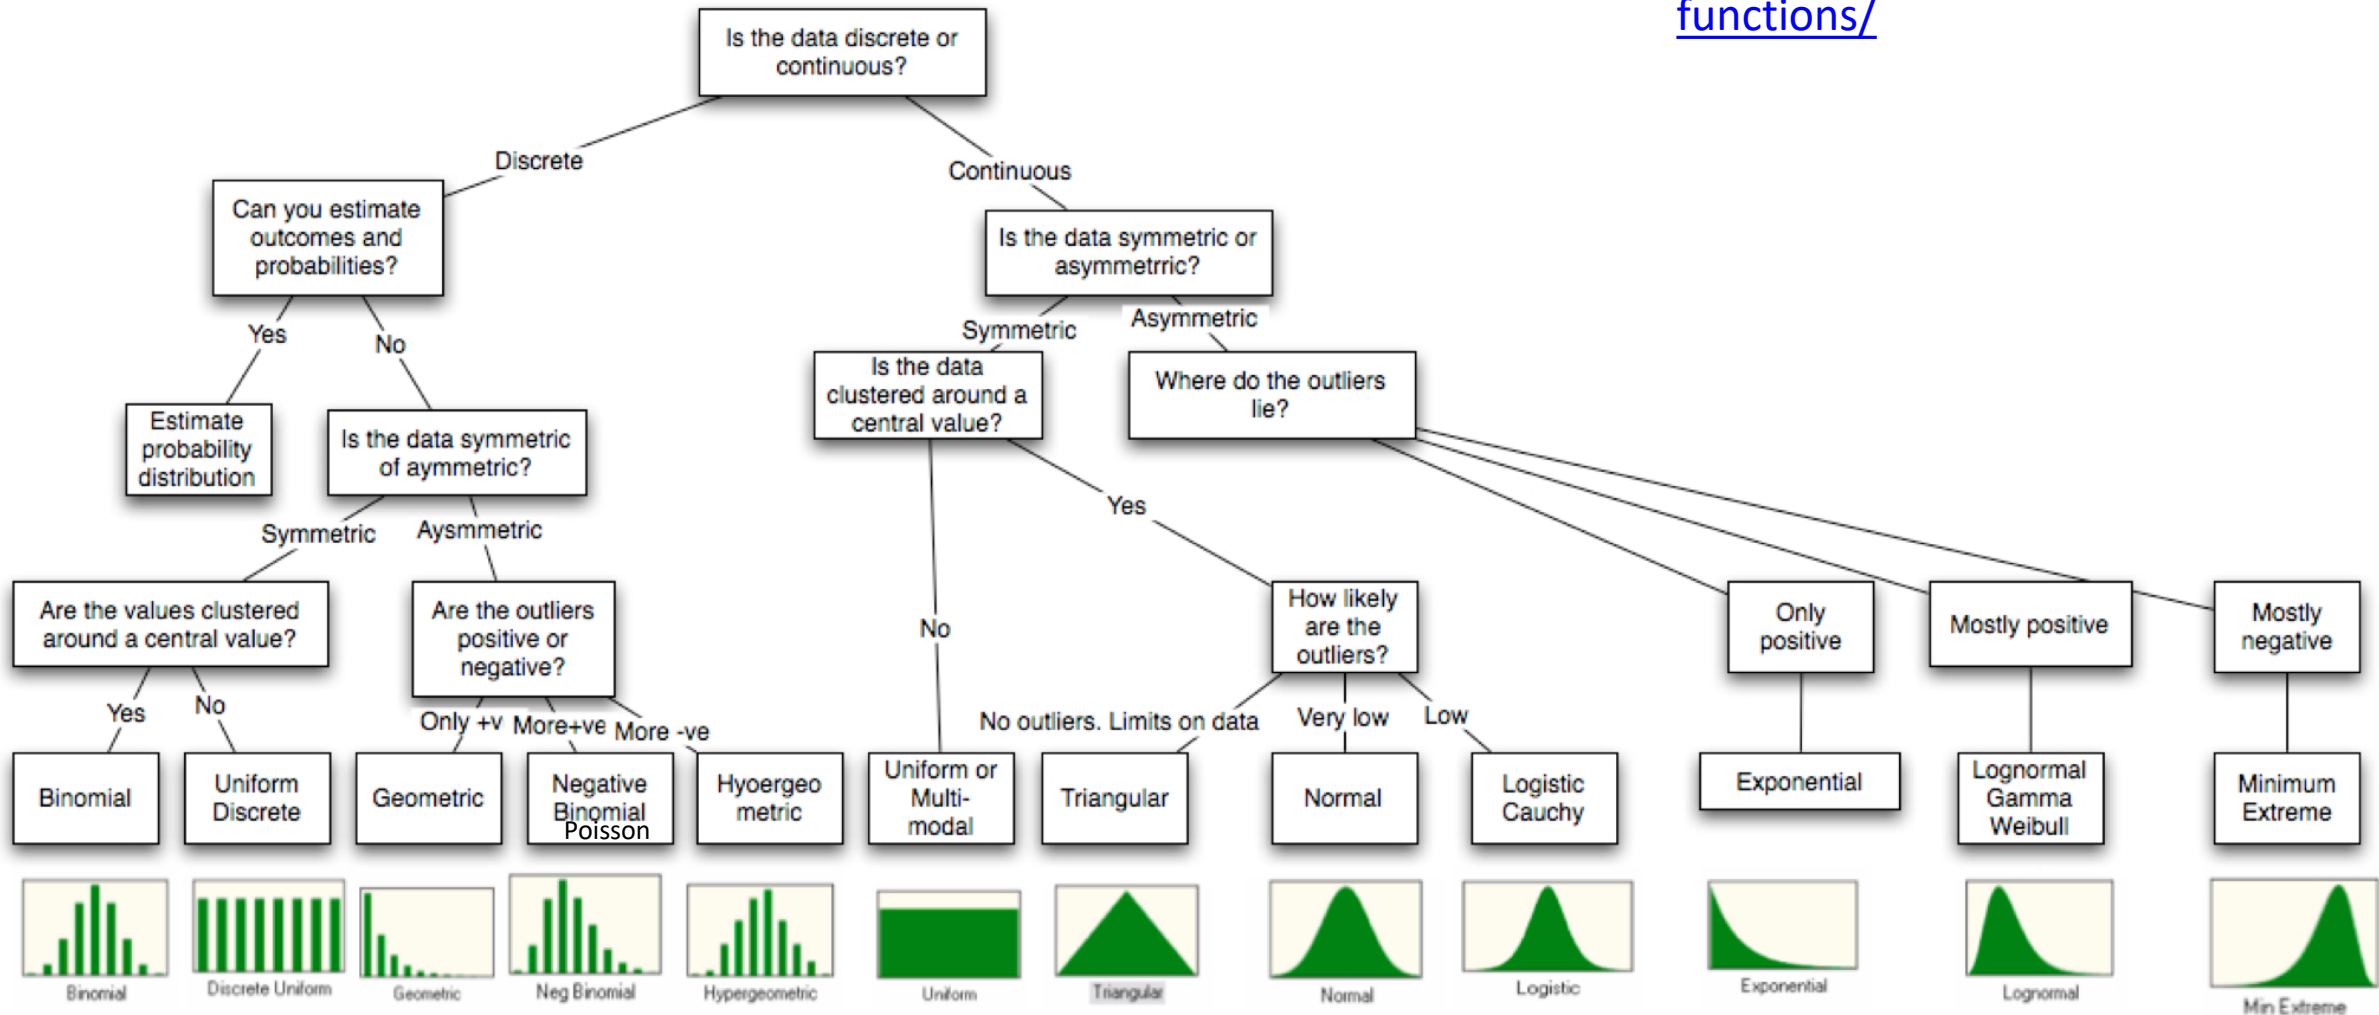 functions/
Is the data discrete or
continuous?
Discrete
Continuous
Can you estimate
outcomes and
probabilities?
Is the data symmetric or
asymmetrric?
Yes
No
Symmetric
Asymmetric
Estimate
probability
distribution
Is the data symmetric
of aymmetric?
Is the data
clustered around a
central value?
Where do the outliers
lie?
Symmetric
Aysmmetric
Yes
No
Are the values clustered
around a central value?
Are the outliers
positive or
negative?
How likely
are the
outliers?
Only
positive
Mostly positive
Mostly
negative
Yes
No
Only +v
More+ve
More -ve
No outliers. Limits on data
Very low
Low
Binomial
Uniform
Discrete
Geometric
Negative
Binomial
Poisson
Hyoergeo
metric
Uniform or
Multi-
modal
Triangular
Normal
Logistic
Cauchy
Exponential
Lognormal
Gamma
Weibull
Minimum
Extreme
Binomial
Discrete Uniform
Geometric
Neg Binomial
Hypergeometric
Uniform
Triangular
Normal
Logistic
Exponential
Lognormal
Min Extreme